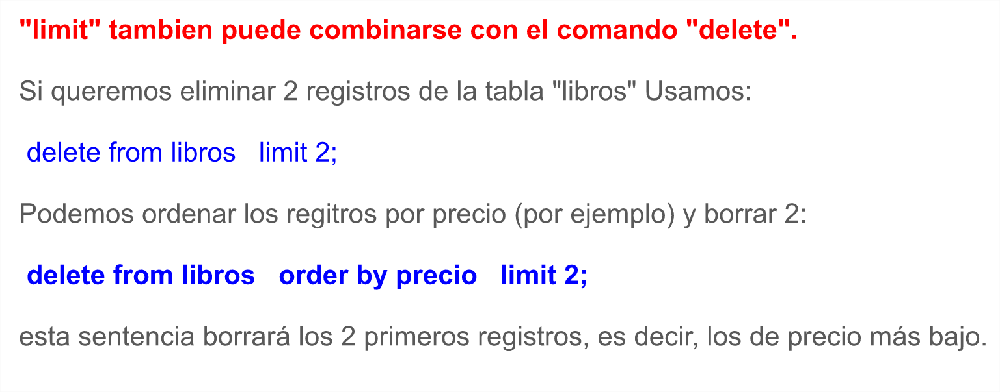 "limit" tambien puede combinarse con el comando "delete".
Si queremos eliminar 2 registros de la tabla "libros" Usamos:
delete from libros   limit 2;
Podemos ordenar los regitros por precio (por ejemplo) y borrar 2:
delete from libros   order by precio   limit 2;
esta sentencia borrará los 2 primeros registros, es decir, los de precio más bajo.